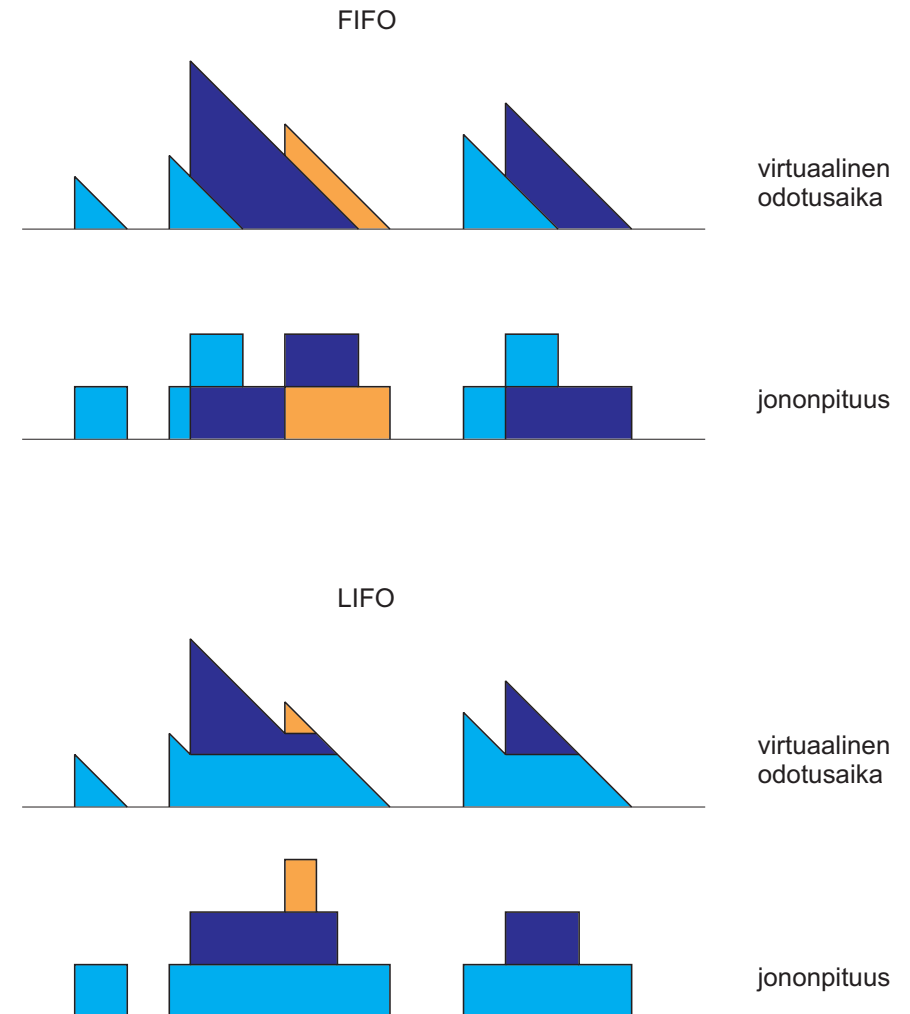 FIFO
virtuaalinen
odotusaika
jononpituus
LIFO
virtuaalinen
odotusaika
jononpituus